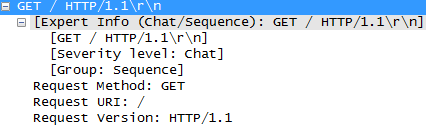 GET / HTTP/1.1\r\n
[Expert Info (Chat/Sequence): GET / HTTP/1.1\r\n]
[GET / HTTP/1.1\r\n]
[Severity level: Chat]
[Group: Sequence]
Request Method: GET
Request URI: /
Request Version: HTTP/1.1